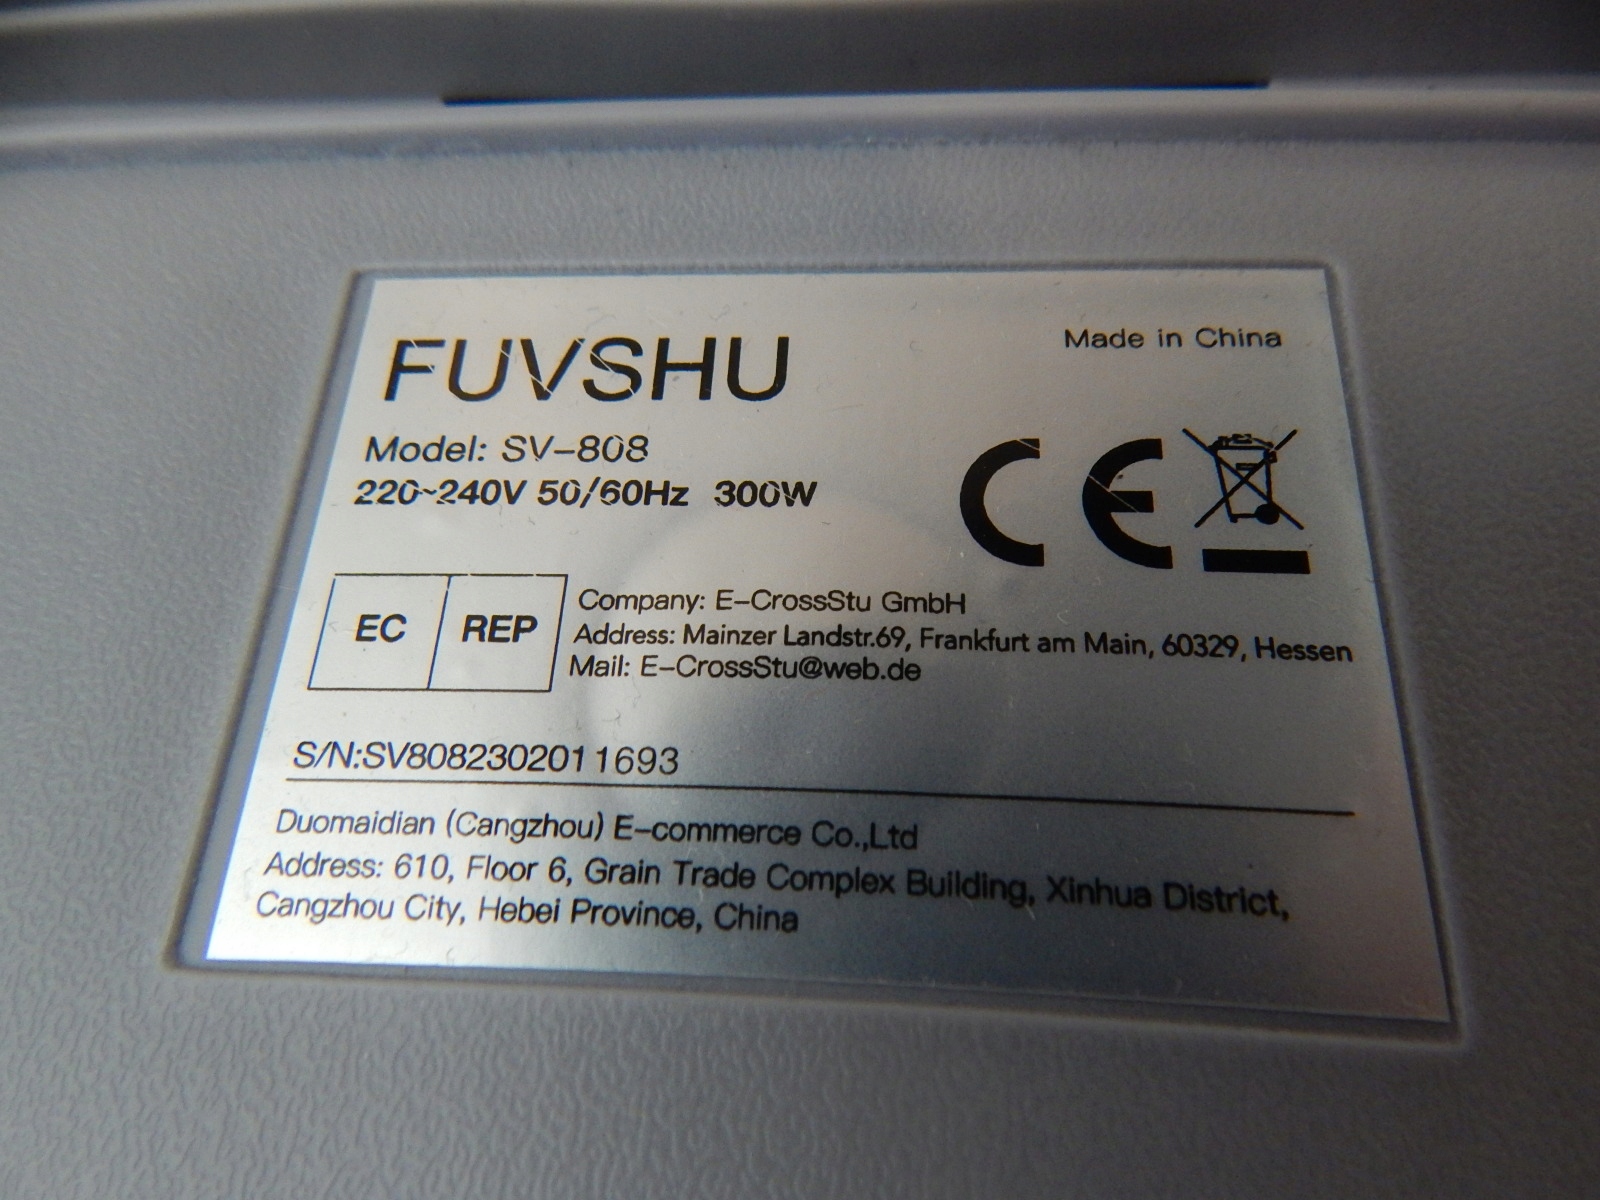 FUVSHU
Made in China
Model: SV-808
220~240V 50/60Hz 300W
CE
EC REP
Company: E-CrossStu GmbH
Address: Mainzer Landstr.69, Frankfurt am Main, 60329, Hessen
Mail: E-CrossStu@web.de
S/N:SV8082302011693
Duomaidian (Cangzhou) E-commerce Co.,Ltd
Address: 610, Floor 6, Grain Trade Complex Building, Xinhua District,
Cangzhou City, Hebei Province, China